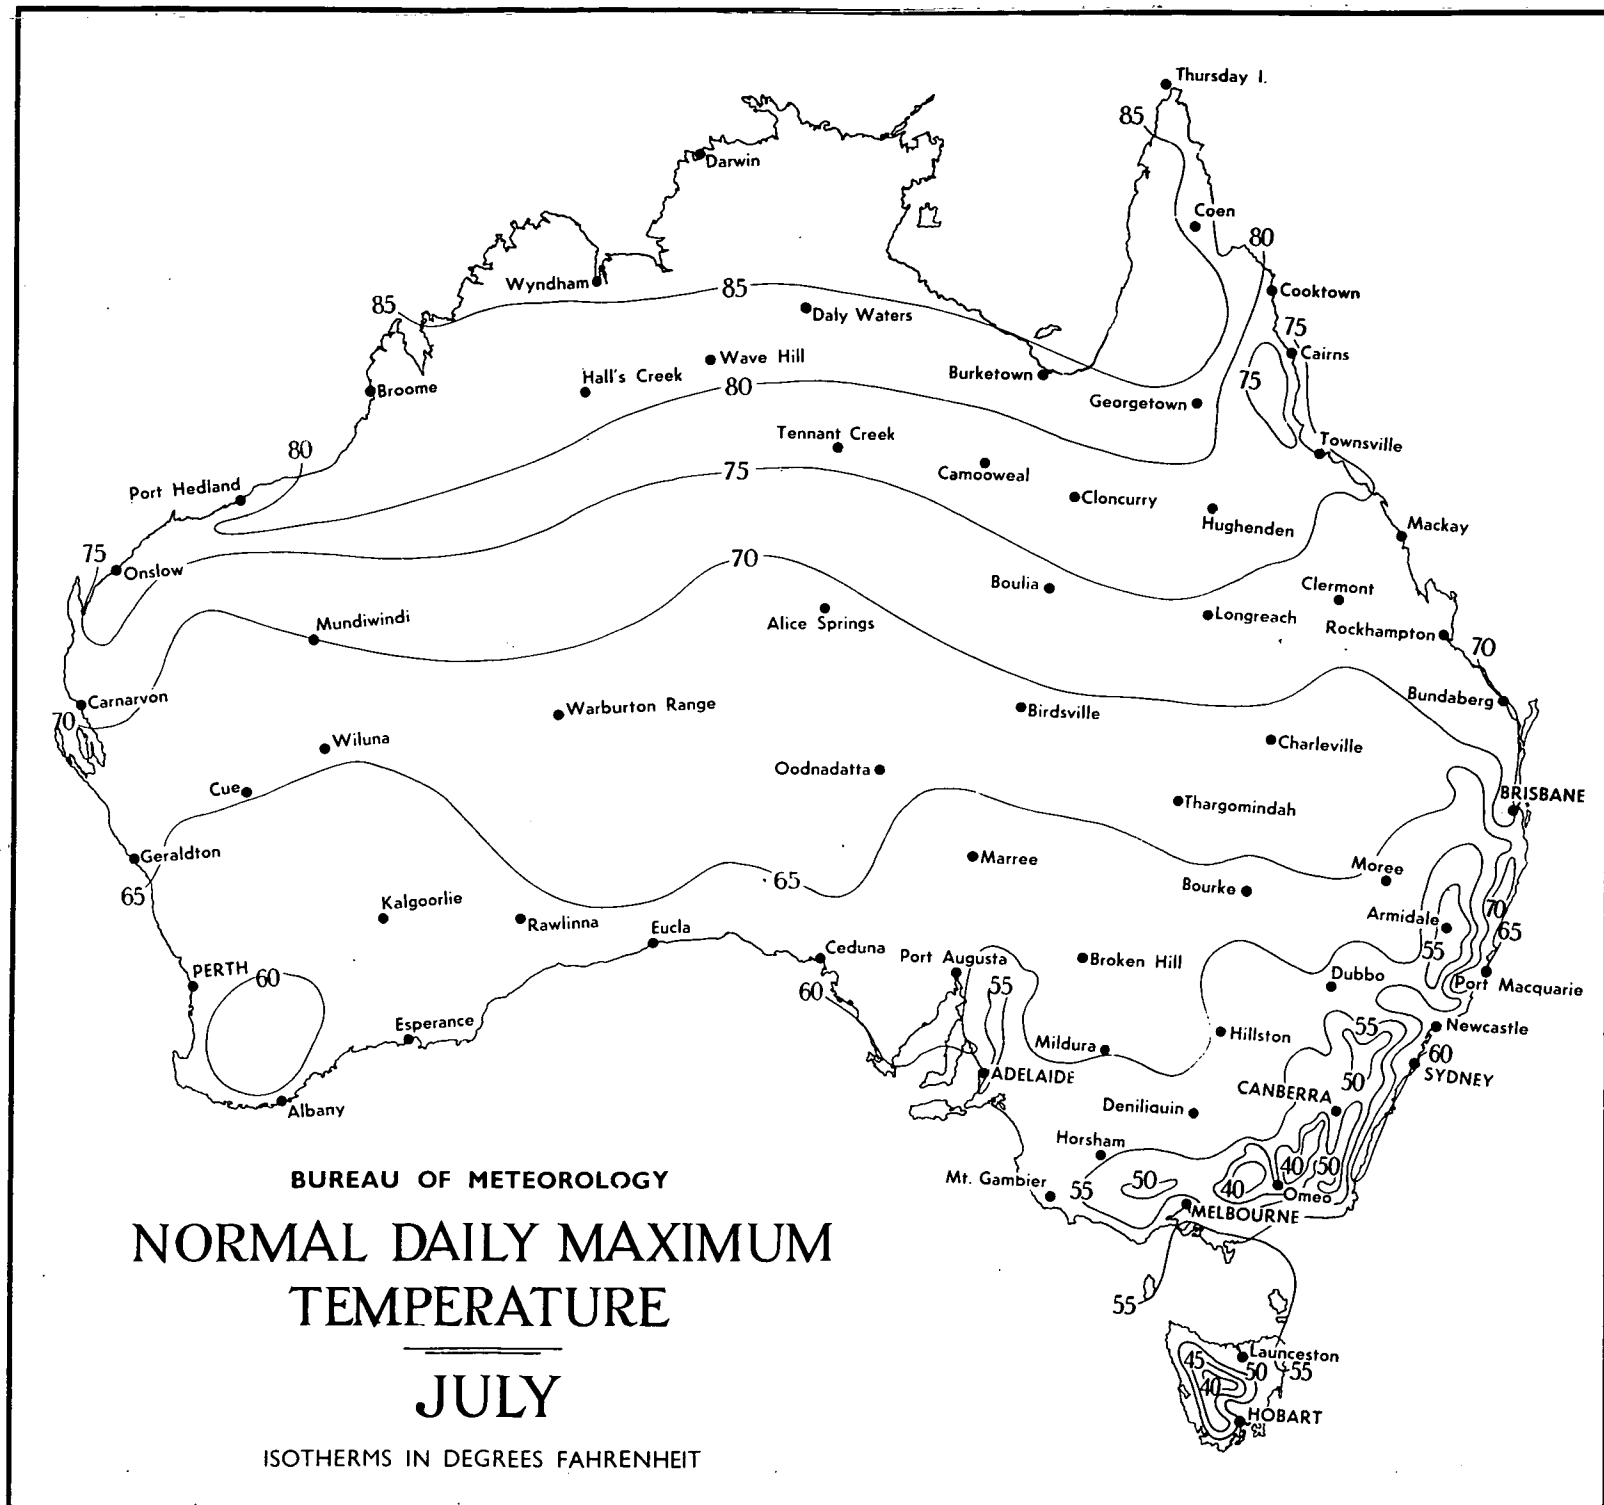 Thursday I.
85
Darwin
Coen
80
Wyndham
85
85
Daly Waters
Cooktown
75
Cairns
Wave Hill
Hall's Creek
80
Burketown
75
Broome
Georgetown
Tennant Creek
Townsville
80
75
Camooweal
Port Hedland
Cloncurry
Hughenden
Mackay
75
Onslow
70
Boulia
Clermont
Mundiwindi
Alice Springs
Longreach
Rockhampton
70
Carnarvon
70
Warburton Range
Birdsville
Bundaberg
Wiluna
Charleville
Cue
Oodnadatta
Thargomindah
BRISBANE
Geraldton
65
65
Marree
Moree
Bourke
Kalgoorlie
Rawlinna
Eucla
Armidale
70
65
Ceduna
Port Augusta
Broken Hill
55
PERTH
60
60
55
Dubbo
Port Macquarie
Esperance
Mildura
Hillston
55
Newcastle
60
SYDNEY
ADELAIDE
50
CANBERRA
Albany
Deniliquin
Horsham
Mt. Gambier
55
50
40
40
50
Omeo
MELBOURNE
55
Launceston
45
50
55
40
HOBART
BUREAU OF METEOROLOGY
NORMAL DAILY MAXIMUM
TEMPERATURE
JULY
ISOTHERMS IN DEGREES FAHRENHEIT